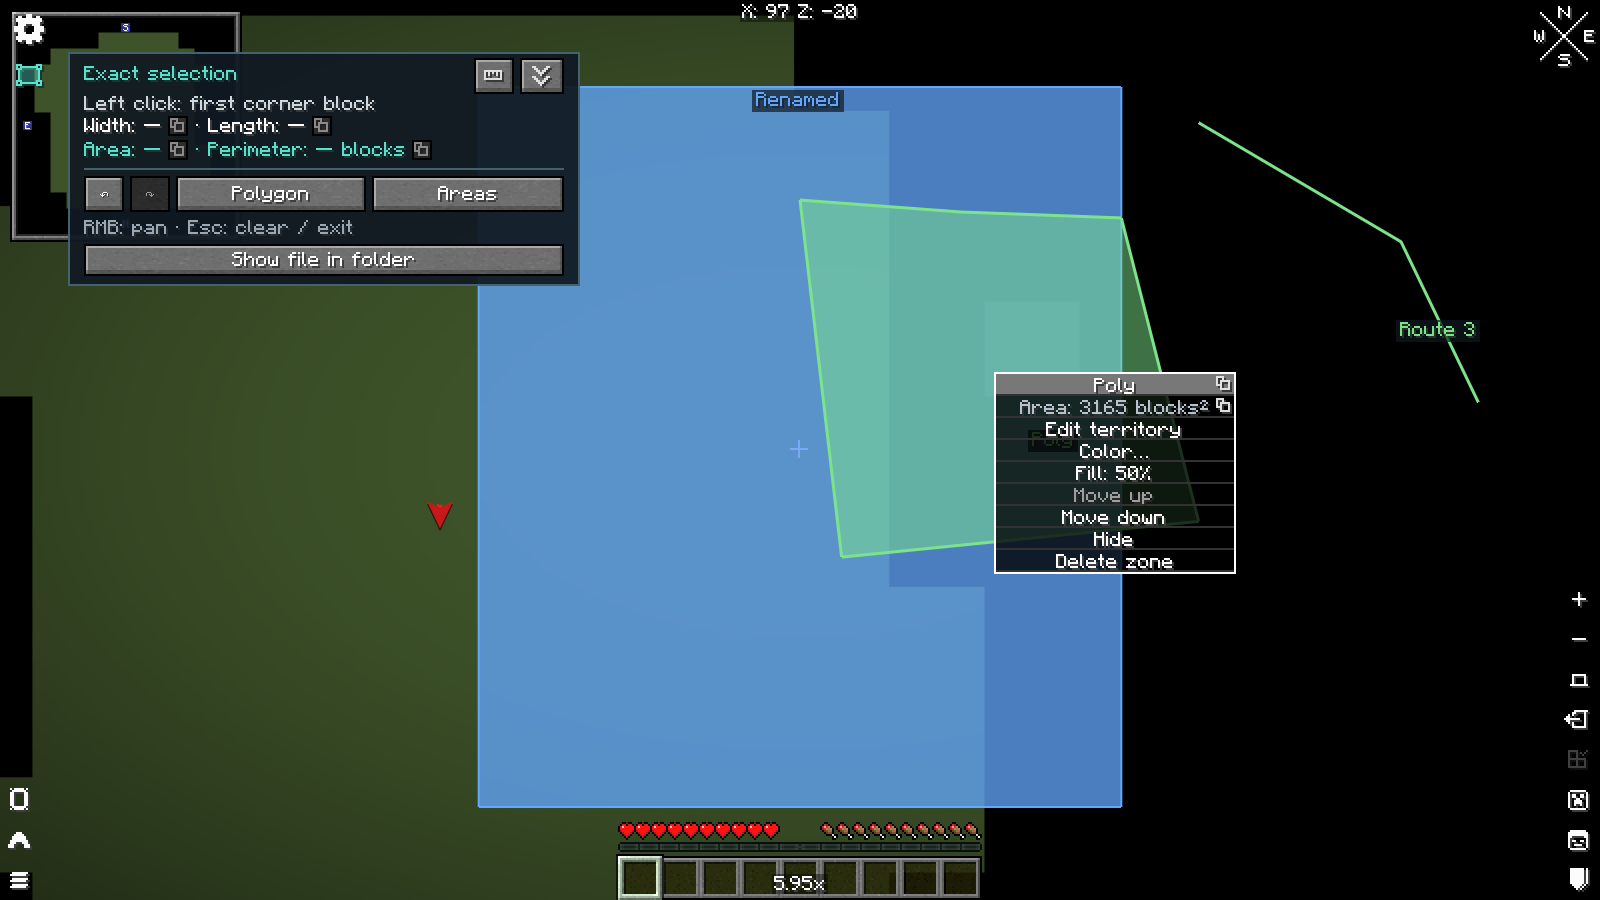 X: 97 Z: -20
N
W E
S
S
E
Exact selection
Left click: first corner block
Width: — · Length: —
Area: — · Perimeter: — blocks
Polygon
Areas
RMB: pan · Esc: clear / exit
Show file in folder
Renamed
Route 3
Poly
Area: 3165 blocks²
Edit territory
Color...
Fill: 50%
Move up
Move down
Hide
Delete zone
5.95x